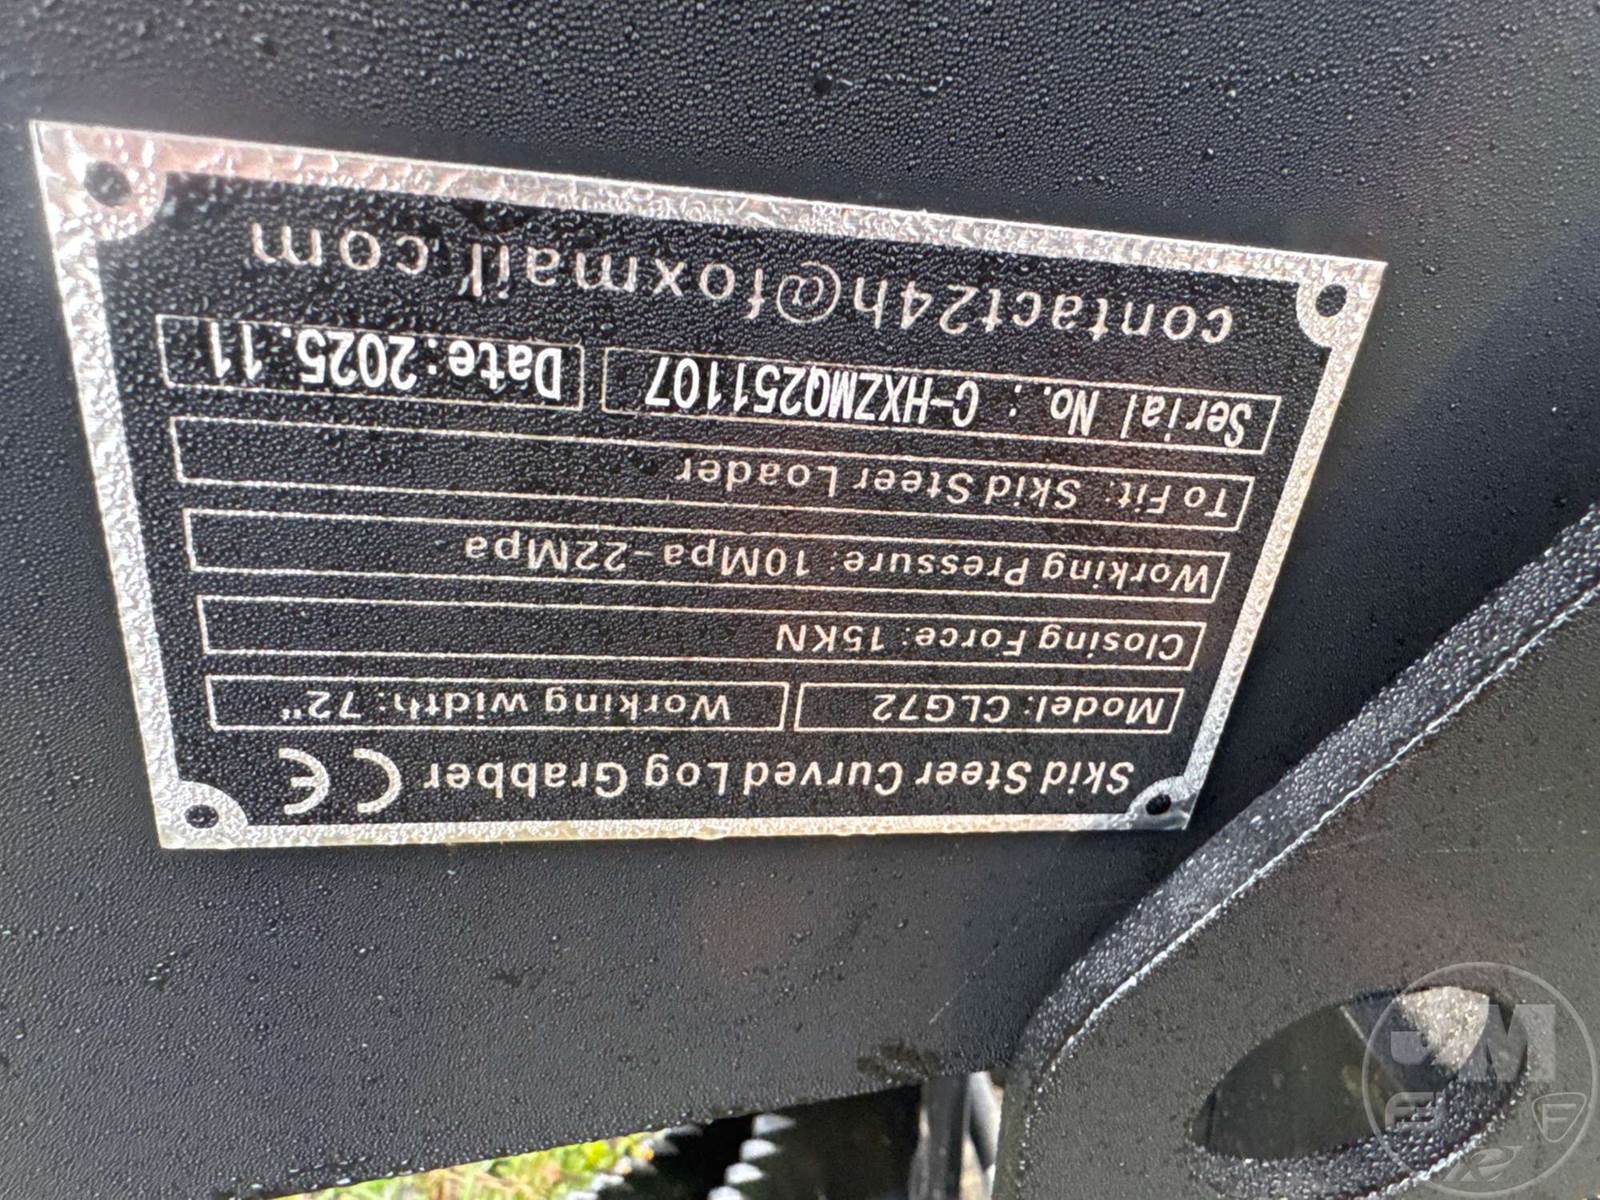 Skid Steer Curved Log Grabber CE
Model: CLG72 Working width: 72"
Closing Force: 15KN
Working Pressure: 10Mpa-22Mpa
To Fit: Skid Steer Loader
Serial No.: C-HXZMQ251107 Date:2025.11
contact24h@foxmail.com
JM